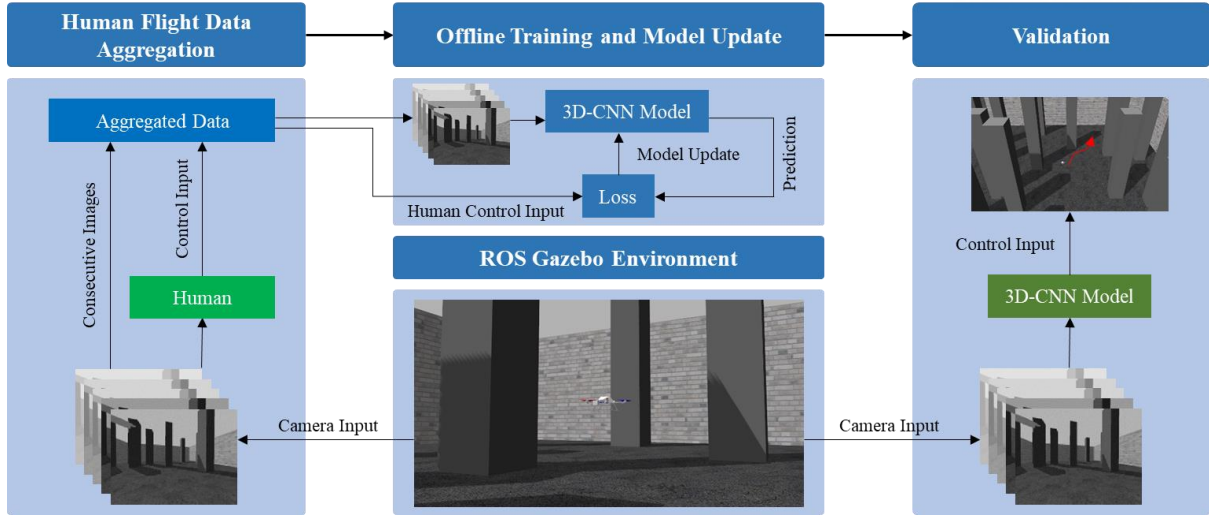 Human Flight Data
Aggregation
Offline Training and Model Update
Validation
Aggregated Data
Consecutive Images
Control Input
Human
3D-CNN Model
Model Update
Prediction
Loss
Human Control Input
ROS Gazebo Environment
Camera Input
Camera Input
Control Input
3D-CNN Model